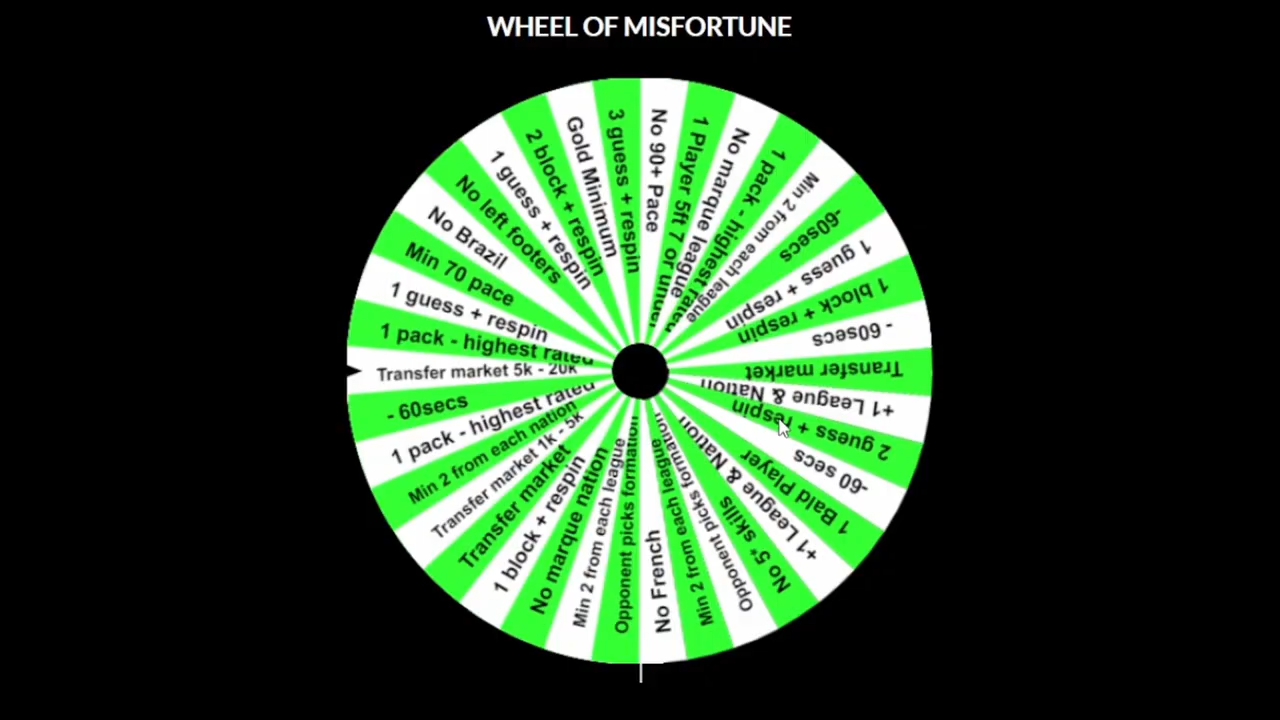 WHEEL OF MISFORTUNE
No 90+ Pace
1 Player 5ft 7 or under
No marque league
1 pack - highest rated
Min 2 from each league
-60secs
1 guess + respin
1 block + respin
- 60secs
Transfer market
+1 League & Nation
2 guess + respin
-60 secs
1 Bald Player
+1 League & Nation
No 5* skills
Opponent picks formation
Min 2 from each league
No French
Opponent picks formation
Min 2 from each league
No marque nation
1 block + respin
Transfer market
Transfer market 1k - 5k
Min 2 from each nation
1 pack - highest rated
- 60secs
Transfer market 5k - 20k
1 pack - highest rated
1 guess + respin
Min 70 pace
No Brazil
No left footers
1 guess + respin
2 block + respin
Gold Minimum
3 guess + respin